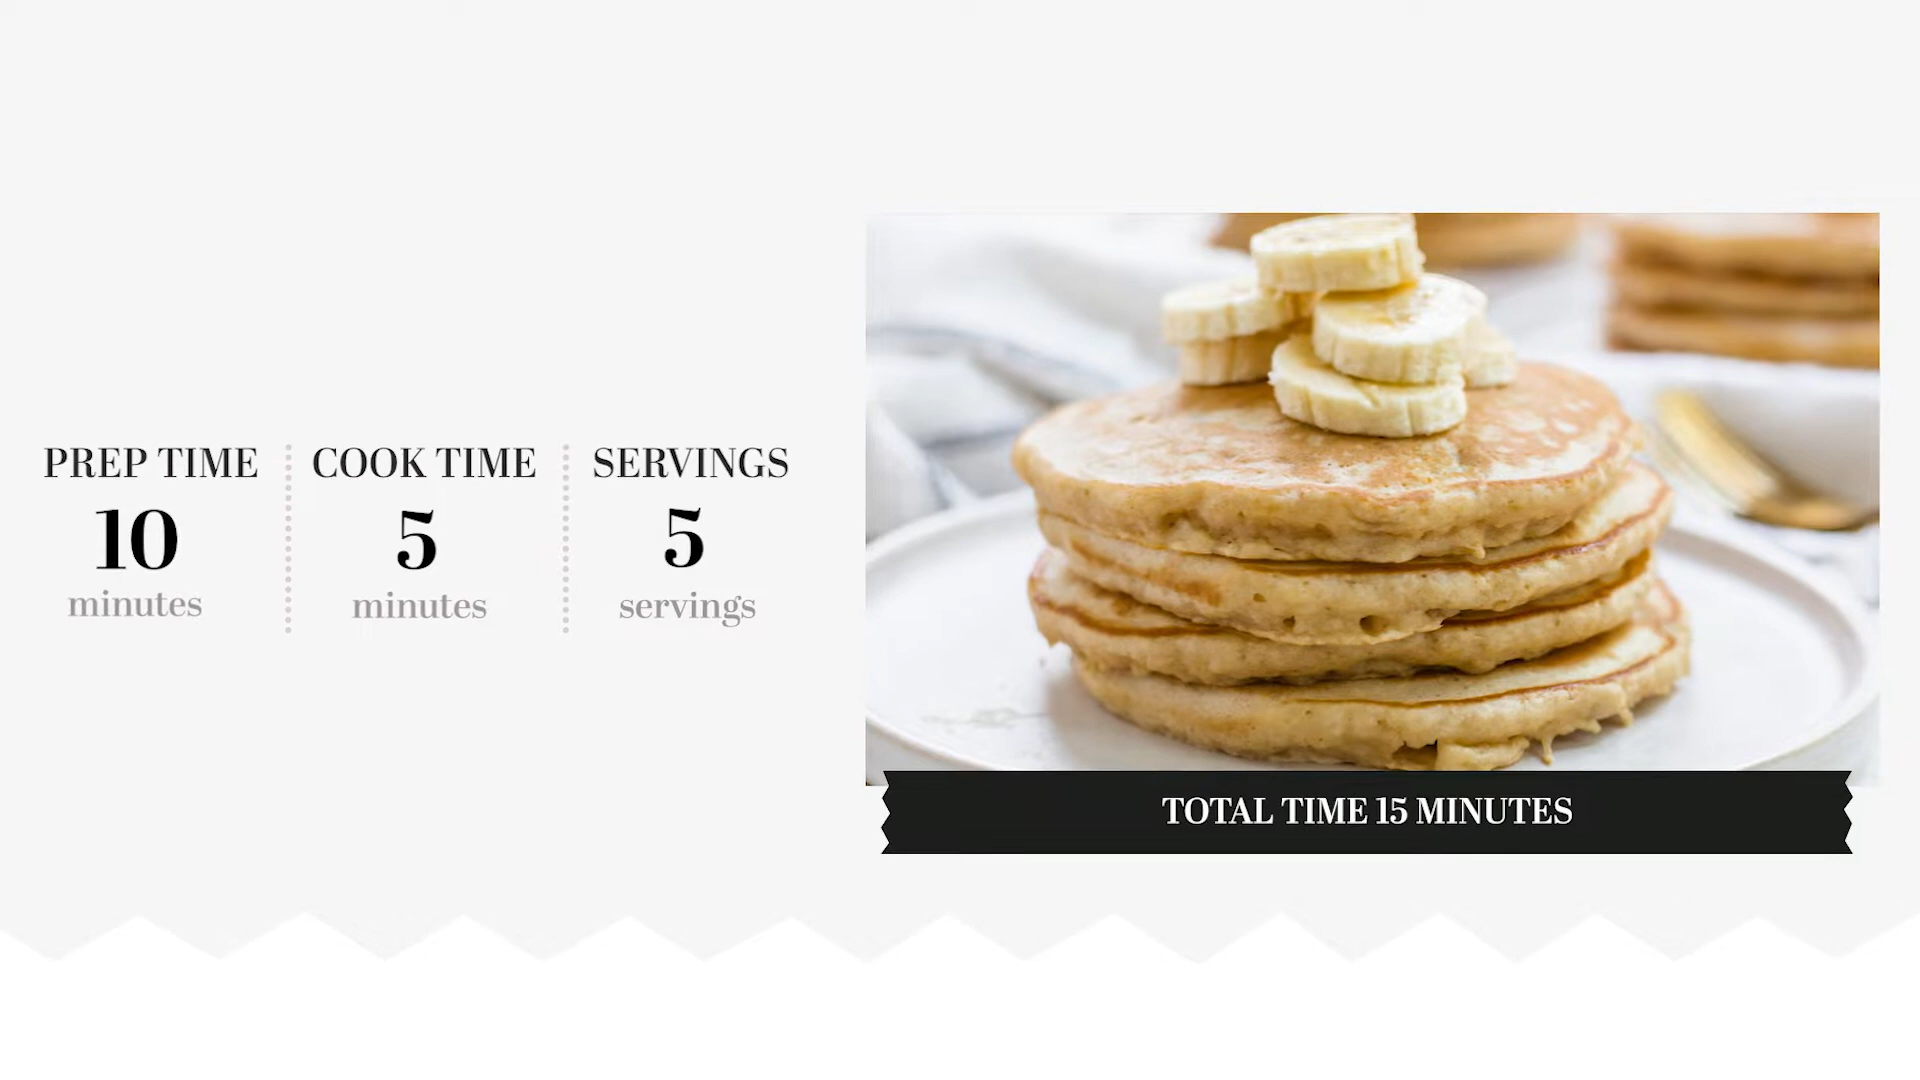 PREP TIME
10
minutes
COOK TIME
5
minutes
SERVINGS
5
servings
TOTAL TIME 15 MINUTES